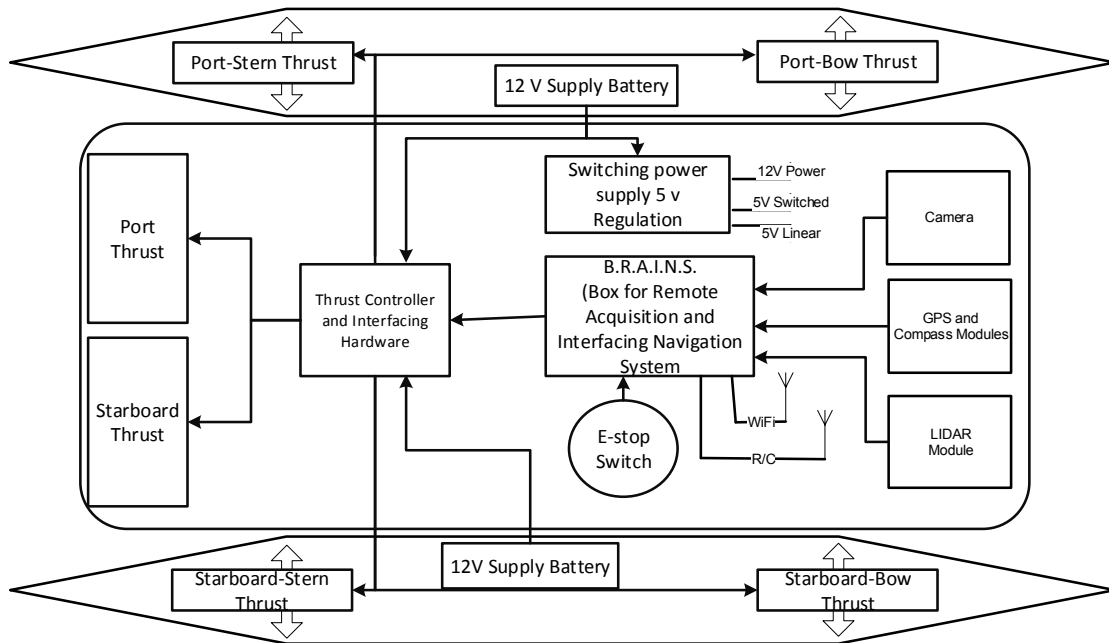 Port-Stern Thrust
Port-Bow Thrust
12 V Supply Battery
Switching power
supply 5 v
Regulation
12V Power
5V Switched
5V Linear
Camera
Port
Thrust
B.R.A.I.N.S.
(Box for Remote
Acquisition and
Interfacing Navigation
System
Thrust Controller
and Interfacing
Hardware
GPS and
Compass Modules
Starboard
Thrust
E-stop
Switch
WiFi
R/C
LIDAR
Module
12V Supply Battery
Starboard-Stern
Thrust
Starboard-Bow
Thrust